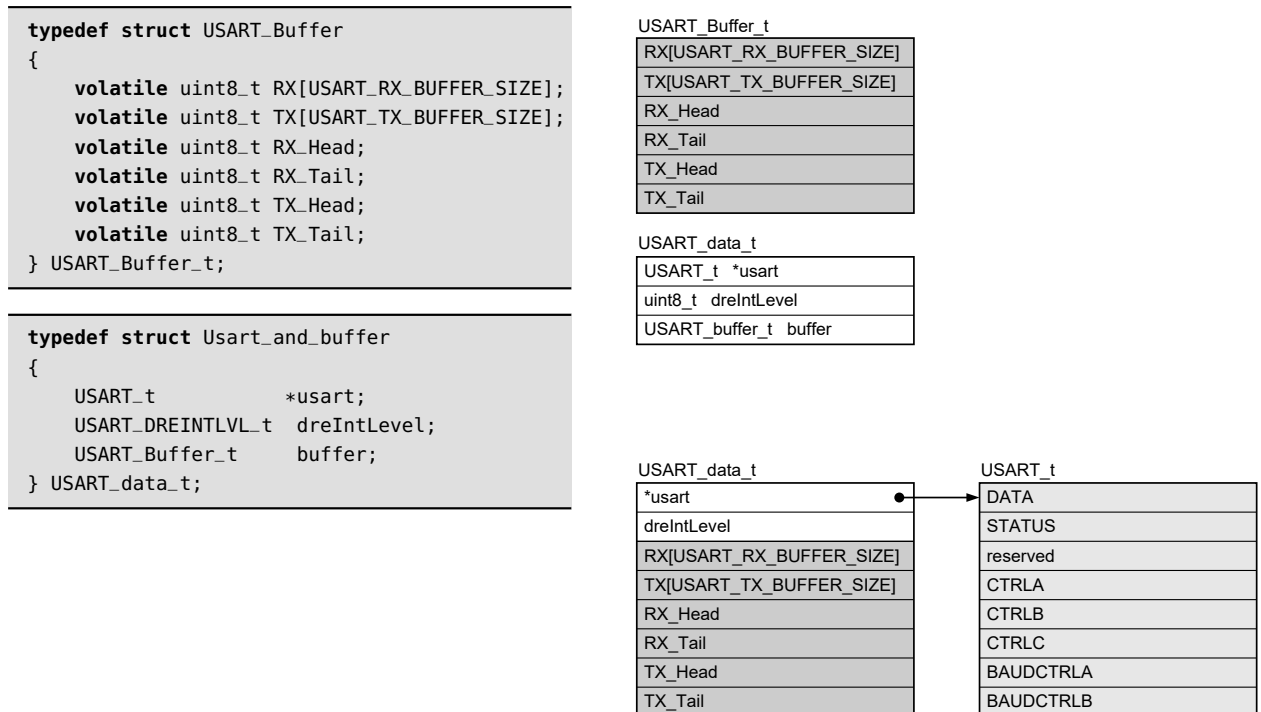 typedef struct USART_Buffer
{
    volatile uint8_t RX[USART_RX_BUFFER_SIZE];
    volatile uint8_t TX[USART_TX_BUFFER_SIZE];
    volatile uint8_t RX_Head;
    volatile uint8_t RX_Tail;
    volatile uint8_t TX_Head;
    volatile uint8_t TX_Tail;
} USART_Buffer_t;
typedef struct Usart_and_buffer
{
    USART_t           *usart;
    USART_DREINTLVL_t  dreIntLevel;
    USART_Buffer_t     buffer;
} USART_data_t;
USART_Buffer_t
RX[USART_RX_BUFFER_SIZE]
TX[USART_TX_BUFFER_SIZE]
RX_Head
RX_Tail
TX_Head
TX_Tail
USART_data_t
USART_t *usart
uint8_t dreIntLevel
USART_buffer_t buffer
USART_data_t
*usart
dreIntLevel
RX[USART_RX_BUFFER_SIZE]
TX[USART_TX_BUFFER_SIZE]
RX_Head
RX_Tail
TX_Head
TX_Tail
USART_t
DATA
STATUS
reserved
CTRLA
CTRLB
CTRLC
BAUDCTRLA
BAUDCTRLB